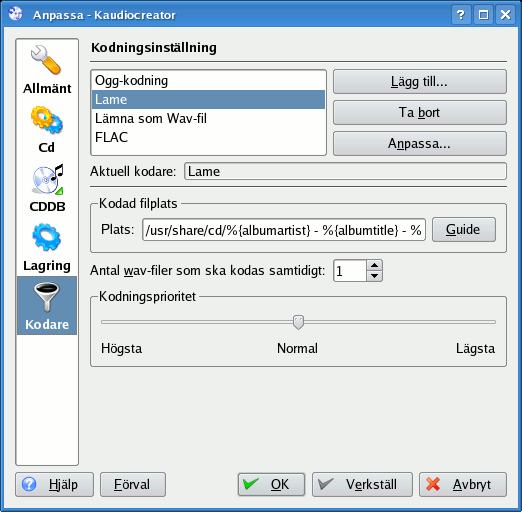 Anpassa - Kaudiocreator
Allmänt
Cd
CDDB
Lagring
Kodare
Kodningsinställning
Ogg-kodning
Lame
Lämna som Wav-fil
FLAC
Lägg till...
Ta bort
Anpassa...
Aktuell kodare: Lame
Kodad filplats
Plats: /usr/share/cd/%{albumartist} - %{albumtitle} - % Guide
Antal wav-filer som ska kodas samtidigt: 1
Kodningsprioritet
Högsta Normal Lägsta
Hjälp Förval OK Verkställ Avbryt